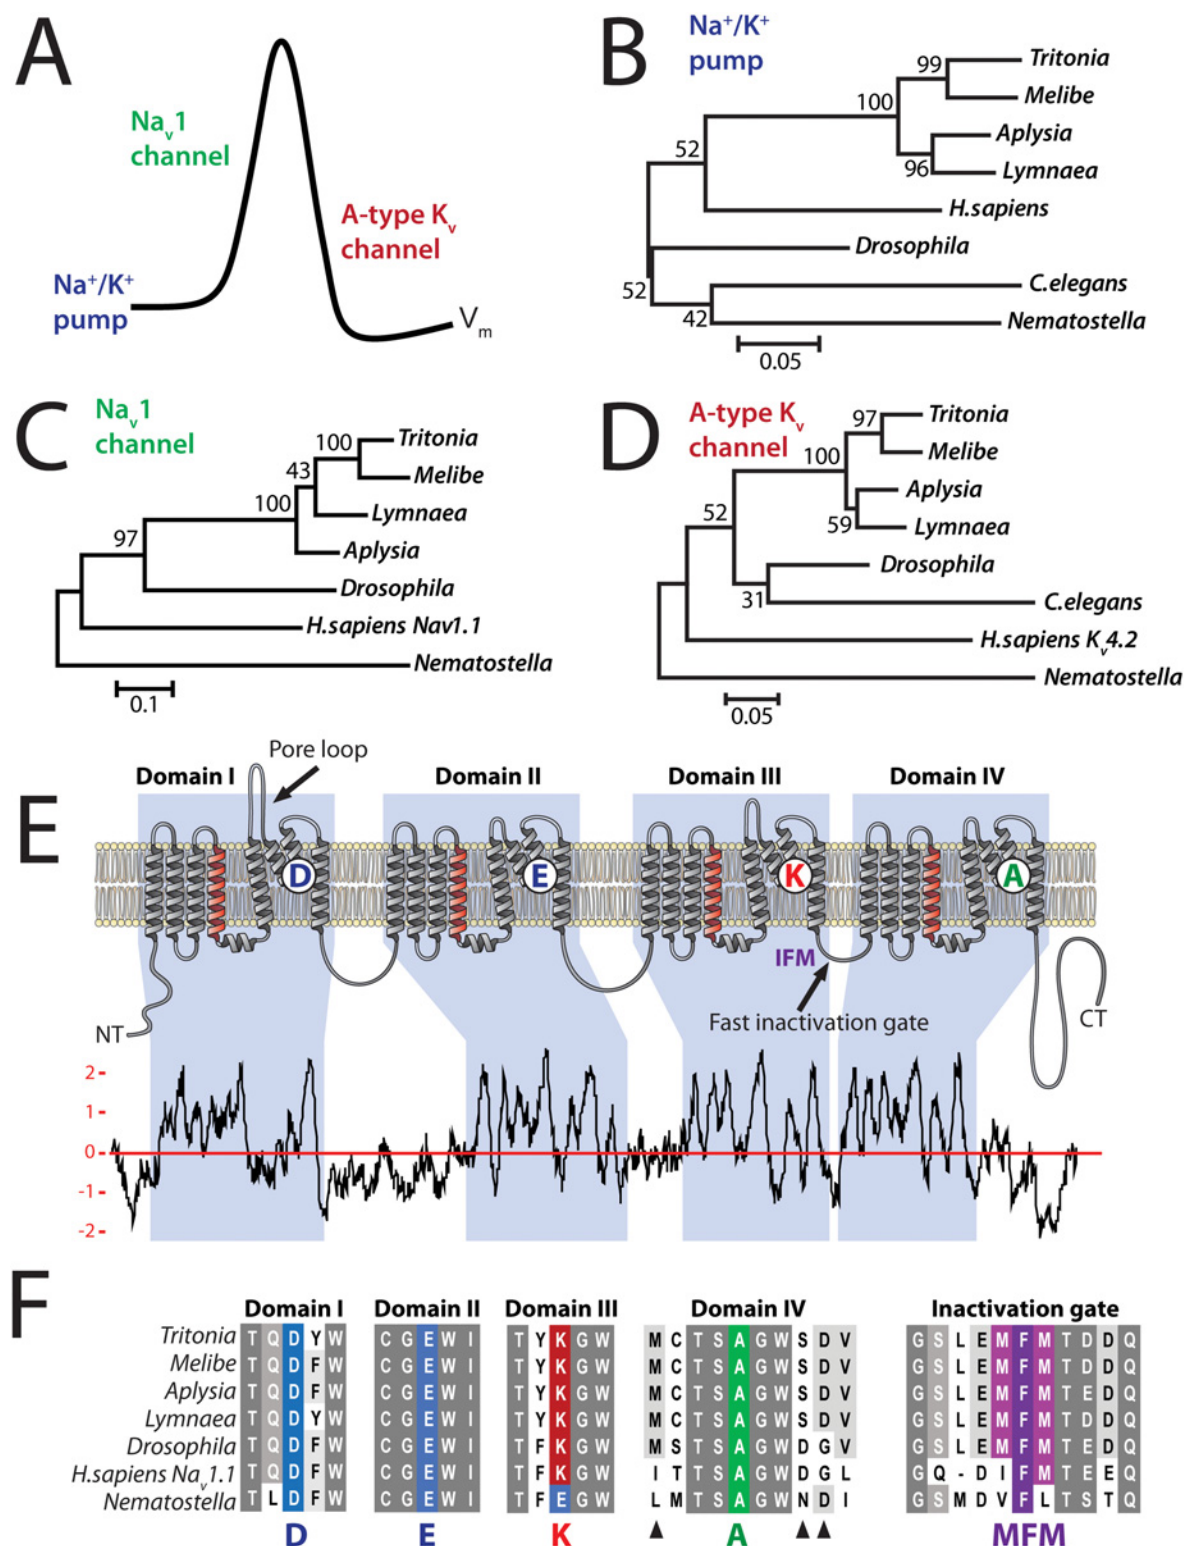 A
Na⁺/K⁺
pump
Naᵥ1
channel
A-type Kᵥ
channel
Vₘ
B
Na⁺/K⁺
pump
99
100
96
52
52
42
Tritonia
Melibe
Aplysia
Lymnaea
H.sapiens
Drosophila
C.elegans
Nematostella
0.05
C
Naᵥ1
channel
100
43
100
97
Tritonia
Melibe
Lymnaea
Aplysia
Drosophila
H.sapiens Nav1.1
Nematostella
0.1
D
A-type Kᵥ
channel
97
100
59
52
31
Tritonia
Melibe
Aplysia
Lymnaea
Drosophila
C.elegans
H.sapiens Kᵥ4.2
Nematostella
0.05
E
Pore loop
Domain I
Domain II
Domain III
Domain IV
D
E
K
A
IFM
Fast inactivation gate
NT
CT
2
1
0
-1
-2
F
Domain I Domain II Domain III Domain IV Inactivation gate
Tritonia T Q D Y W C G E W I T Y K G W M C T S A G W S D V G S L E M F M T D D Q
Melibe T Q D F W C G E W I T Y K G W M C T S A G W S D V G S L E M F M T D D Q
Aplysia T Q D F W C G E W I T Y K G W M C T S A G W S D V G S L E M F M T E D Q
Lymnaea T Q D Y W C G E W I T Y K G W M C T S A G W S D V G S L E M F M T E D Q
Drosophila T Q D F W C G E W I T F K G W M S T S A G W D G V G S L E M F M T E D Q
H.sapiens Naᵥ1.1 T Q D F W C G E W I T F K G W I T T S A G W D G L G Q - D I F M T E E Q
Nematostella T L D F W C G E W I T F E G W L M T S A G W N D I G S M D V F L T S T Q
D E K A MFM